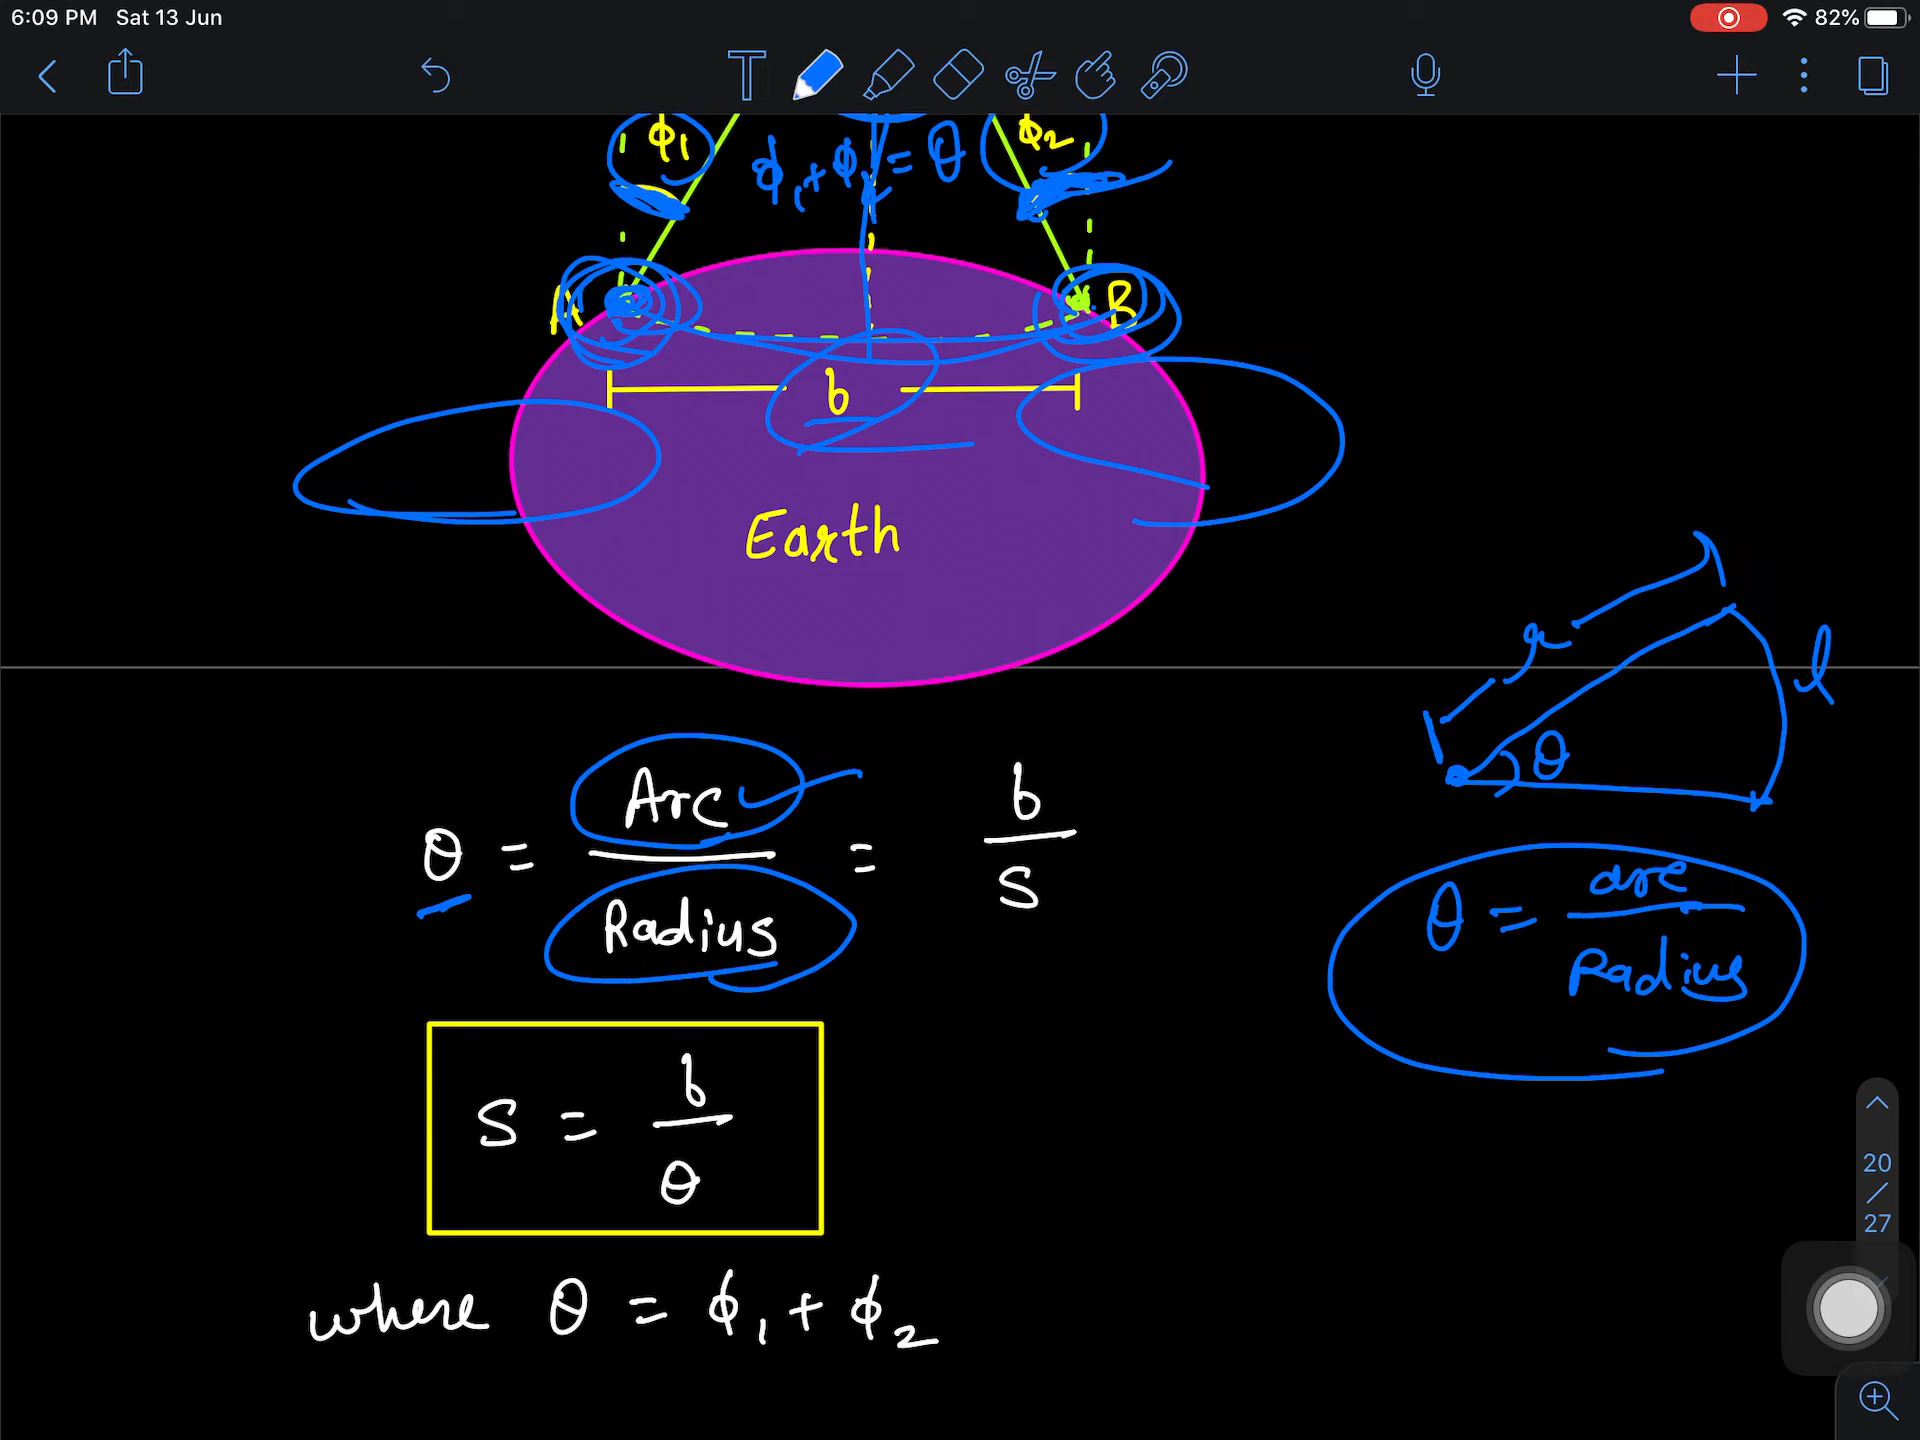 6:09 PM Sat 13 Jun
82%
T
ϕ1
ϕ1 + ϕ2 = θ
ϕ2
A
B
b
Earth
r
l
θ
θ = Arc / Radius = b / S
θ = arc / Radius
S = b / θ
20
/
27
where θ = ϕ1 + ϕ2